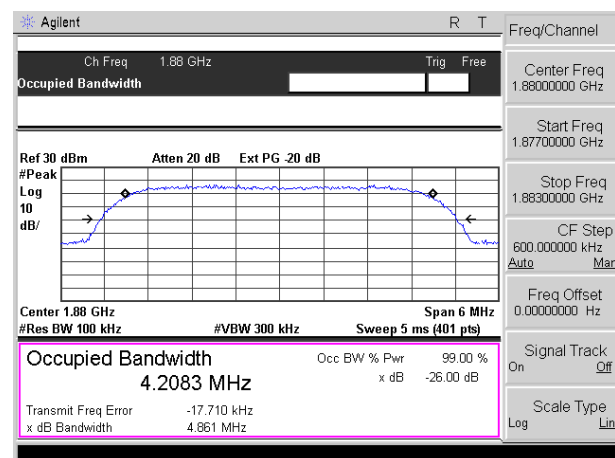 Agilent R T
Ch Freq 1.88 GHz Trig Free
Occupied Bandwidth
Ref 30 dBm Atten 20 dB Ext PG -20 dB
#Peak
Log
10
dB/
Center 1.88 GHz Span 6 MHz
#Res BW 100 kHz #VBW 300 kHz Sweep 5 ms (401 pts)
Occupied Bandwidth Occ BW % Pwr 99.00 %
4.2083 MHz x dB -26.00 dB
Transmit Freq Error -17.710 kHz
x dB Bandwidth 4.861 MHz
Freq/Channel
Center Freq
1.88000000 GHz
Start Freq
1.87700000 GHz
Stop Freq
1.88300000 GHz
CF Step
600.000000 kHz
Auto Man
Freq Offset
0.00000000 Hz
Signal Track
On Off
Scale Type
Log Lin